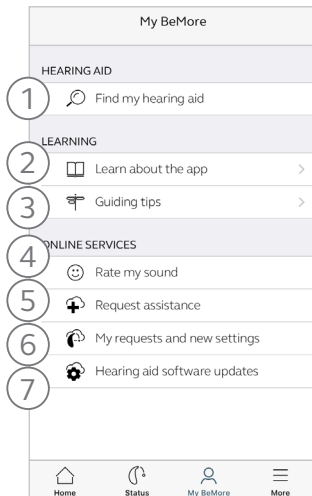 My BeMore
HEARING AID
1 Find my hearing aid
LEARNING
2 Learn about the app
3 Guiding tips
ONLINE SERVICES
4 Rate my sound
5 Request assistance
6 My requests and new settings
7 Hearing aid software updates
Home Status My BeMore More